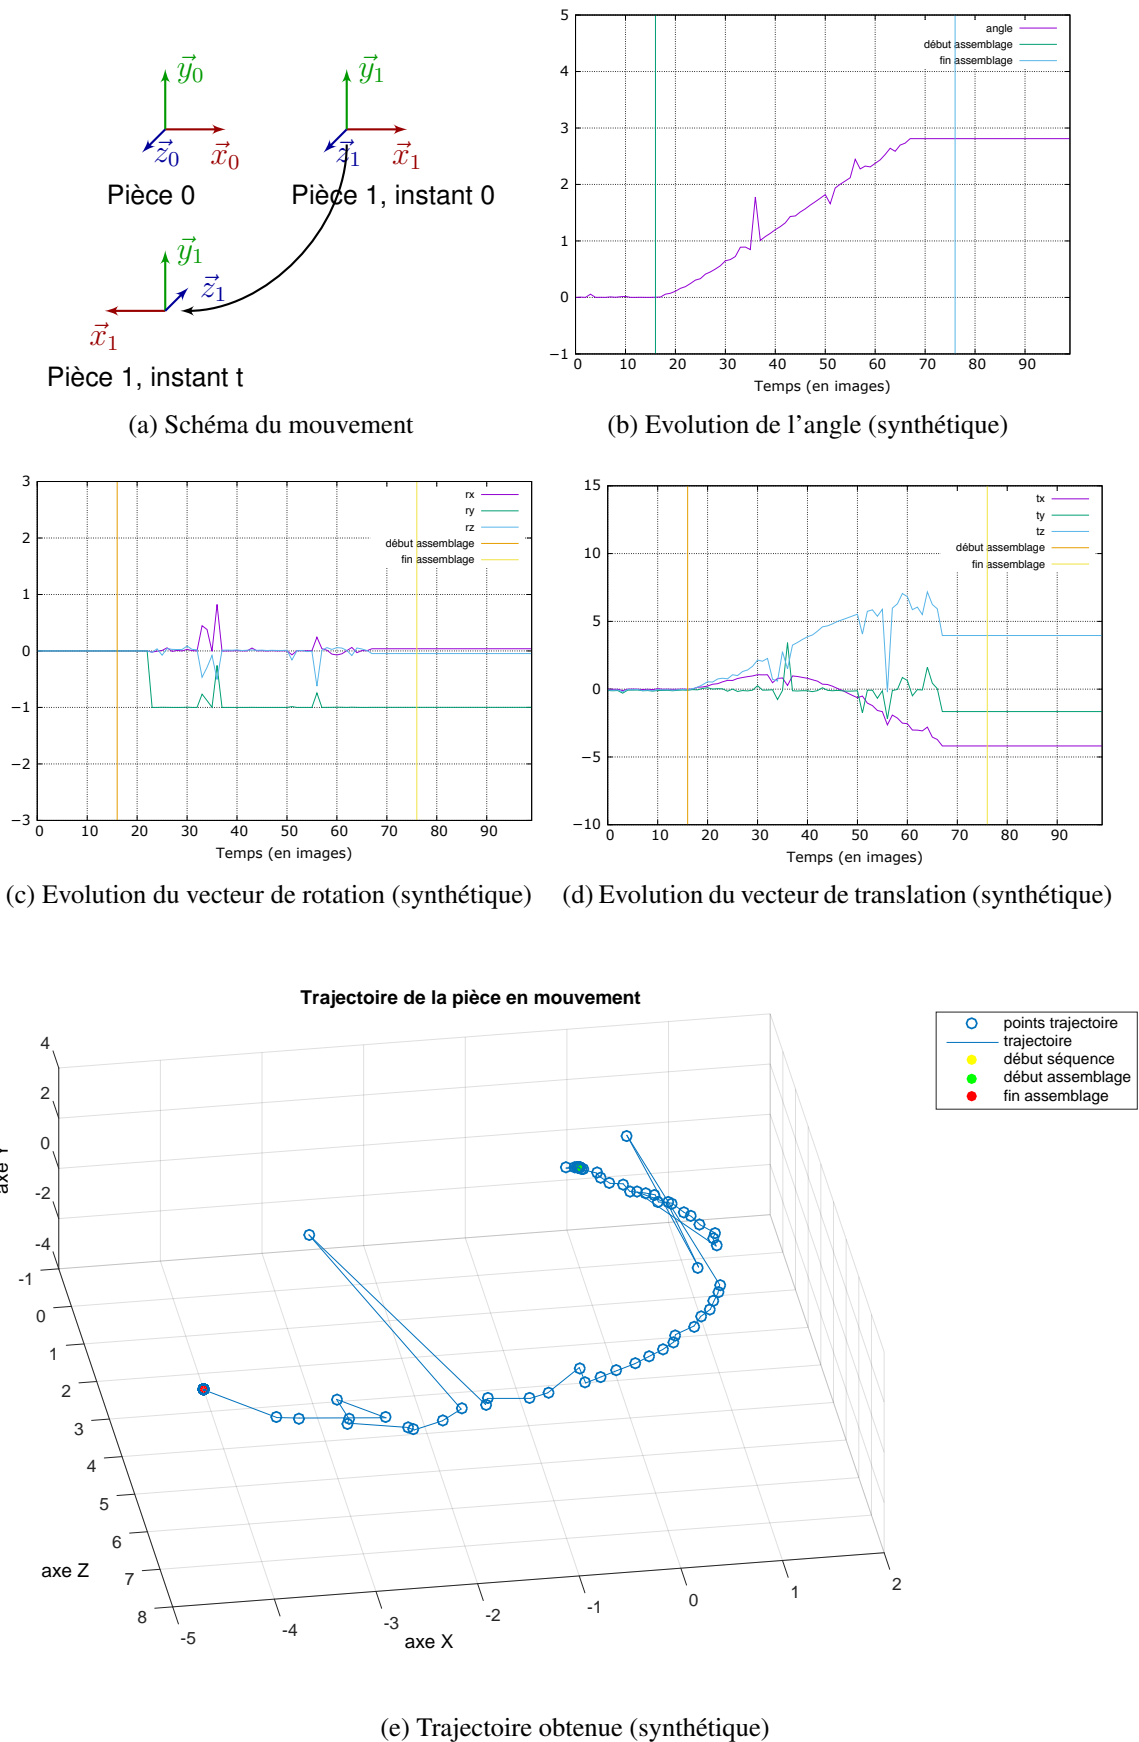 y⃗0
y⃗1
z⃗0
x⃗0
z⃗1
x⃗1
Pièce 0
Pièce 1, instant 0
y⃗1
z⃗1
x⃗1
Pièce 1, instant t
(a) Schéma du mouvement
5
4
3
2
1
0
−1
0 10 20 30 40 50 60 70 80 90
Temps (en images)
angle
début assemblage
fin assemblage
(b) Evolution de l'angle (synthétique)
3
2
1
0
−1
−2
−3
0 10 20 30 40 50 60 70 80 90
Temps (en images)
rx
ry
rz
début assemblage
fin assemblage
(c) Evolution du vecteur de rotation (synthétique)
15
10
5
0
−5
−10
0 10 20 30 40 50 60 70 80 90
Temps (en images)
tx
ty
tz
début assemblage
fin assemblage
(d) Evolution du vecteur de translation (synthétique)
Trajectoire de la pièce en mouvement
points trajectoire
trajectoire
début séquence
début assemblage
fin assemblage
4
2
0
-2
-4
axe Y
-1
0
1
2
3
4
5
6
7
8
axe Z
-5
-4
-3
-2
-1
0
1
2
axe X
(e) Trajectoire obtenue (synthétique)